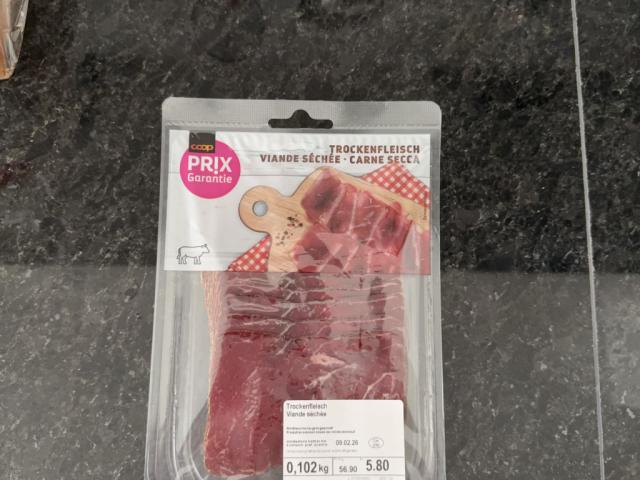 coop
PRIX
Garantie
TROCKENFLEISCH
VIANDE SÉCHÉE · CARNE SECCA
Trockenfleisch
Viande séchée
09.02.26
0,102 kg 56.90 5.80